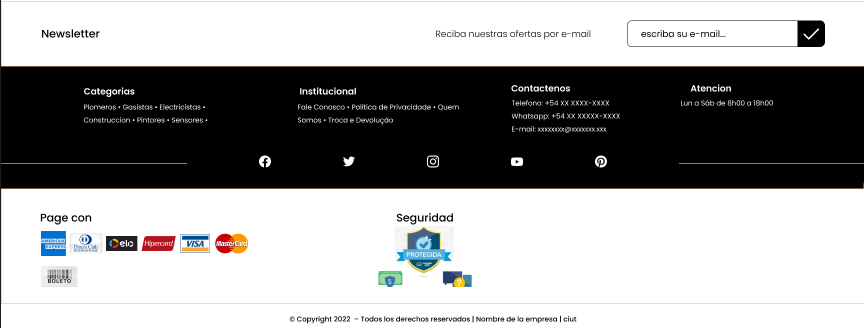 Newsletter
Reciba nuestras ofertas por e-mail
escriba su e-mail...
Categorias
Plomeros • Gasistas • Electricistas •
Construccion • Pintores • Sensores •
Institucional
Fale Conosco • Política de Privacidade • Quem
Somos • Troca e Devolução
Contactenos
Telefono: +54 XX XXXX-XXXX
Whatsapp: +54 XX XXXXX-XXXX
E-mail: xxxxxxxx@xxxxxxx.xxx
Atencion
Lun a Sáb de 8h00 a 18h00
Page con
AMERICAN
EXPRESS
Diners Club
INTERNATIONAL
elo
Hipercard
VISA
MasterCard
BOLETO
Seguridad
PROTEGIDA
© Copyright 2022 – Todos los derechos reservados | Nombre de la empresa | ciut